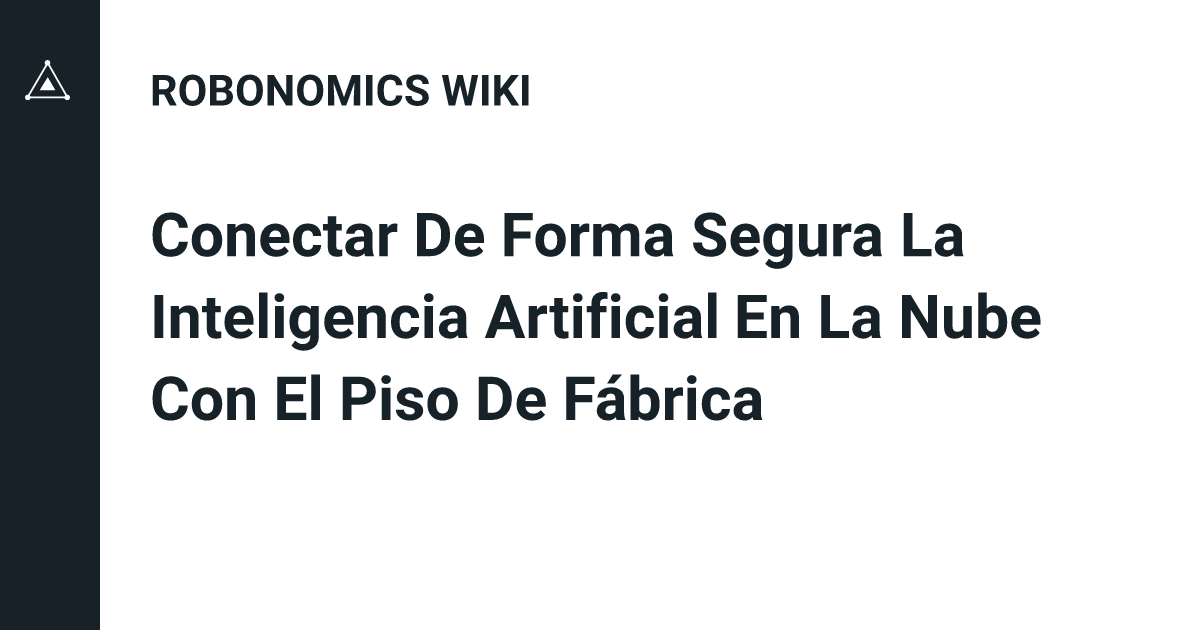 ROBONOMICS WIKI
Conectar De Forma Segura La
Inteligencia Artificial En La Nube
Con El Piso De Fábrica